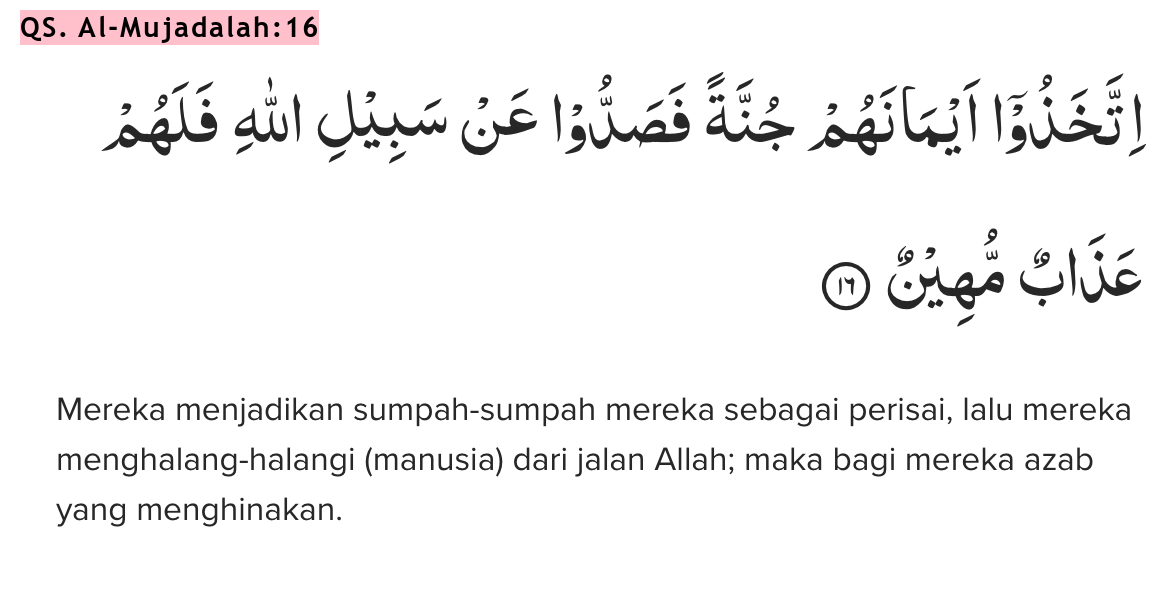 QS. Al-Mujadalah:16
اِتَّخَذُوْٓا اَيْمَانَهُمْ جُنَّةً فَصَدُّوْا عَنْ سَبِيْلِ اللّٰهِ فَلَهُمْ
عَذَابٌ مُّهِيْنٌ ١٦
Mereka menjadikan sumpah-sumpah mereka sebagai perisai, lalu mereka
menghalang-halangi (manusia) dari jalan Allah; maka bagi mereka azab
yang menghinakan.